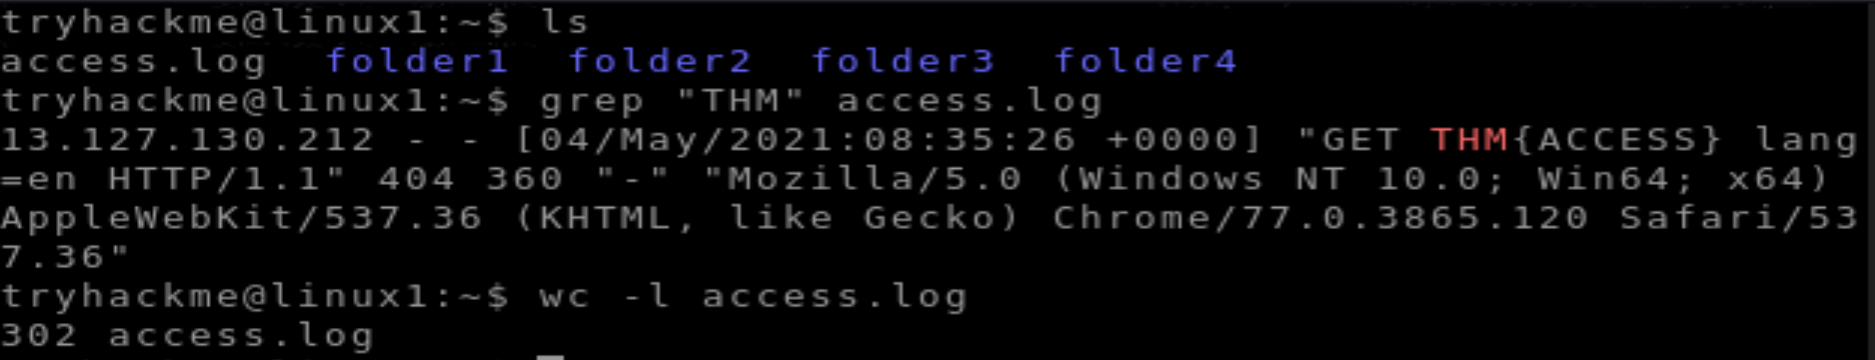 tryhackme@linux1:~$ ls
access.log  folder1  folder2  folder3  folder4
tryhackme@linux1:~$ grep "THM" access.log
13.127.130.212 - - [04/May/2021:08:35:26 +0000] "GET THM{ACCESS} lang
=en HTTP/1.1" 404 360 "-" "Mozilla/5.0 (Windows NT 10.0; Win64; x64)
AppleWebKit/537.36 (KHTML, like Gecko) Chrome/77.0.3865.120 Safari/53
7.36"
tryhackme@linux1:~$ wc -l access.log
302 access.log